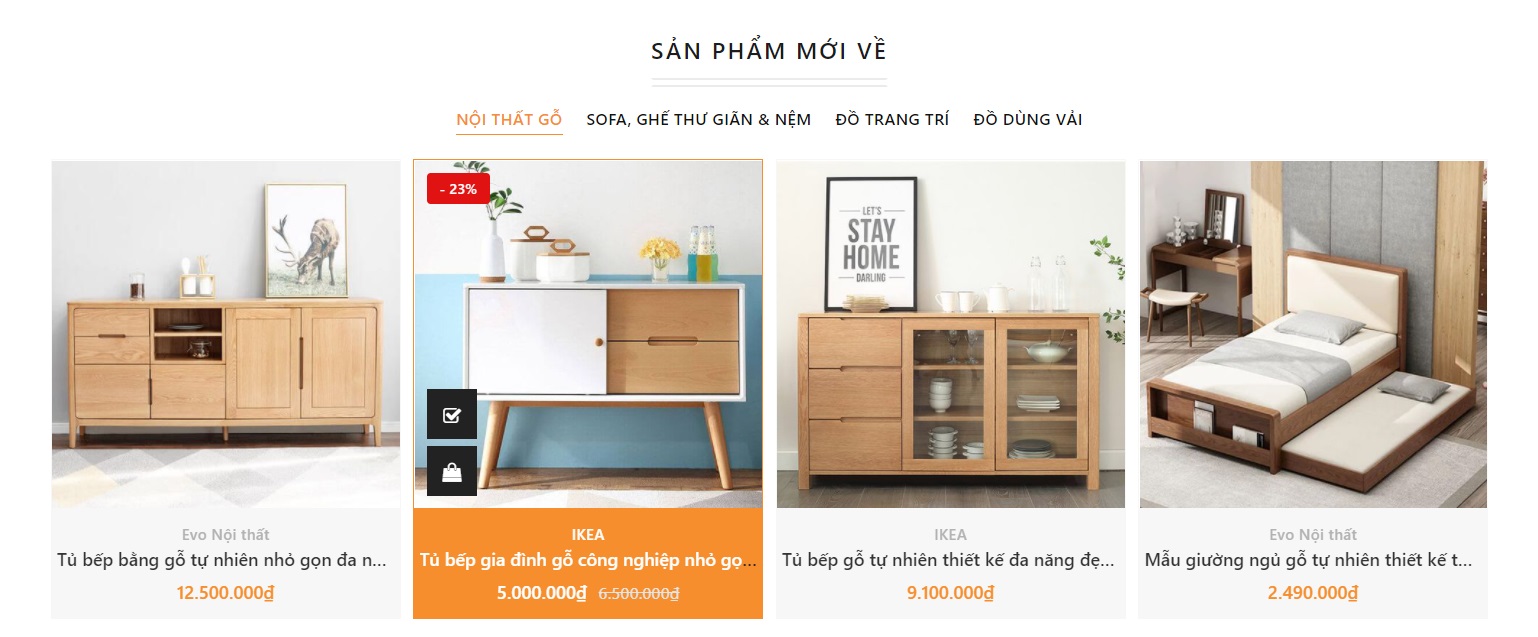 SẢN PHẨM MỚI VỀ
NỘI THẤT GỖ
SOFA, GHẾ THƯ GIÃN & NỆM
ĐỒ TRANG TRÍ
ĐỒ DÙNG VẢI
- 23%
LET'S
STAY
HOME
DARLING
Evo Nội thất
Tủ bếp bằng gỗ tự nhiên nhỏ gọn đa n...
12.500.000₫
IKEA
Tủ bếp gia đình gỗ công nghiệp nhỏ gọ...
5.000.000₫ 6.500.000₫
IKEA
Tủ bếp gỗ tự nhiên thiết kế đa năng đẹ...
9.100.000₫
Evo Nội thất
Mẫu giường ngủ gỗ tự nhiên thiết kế t...
2.490.000₫